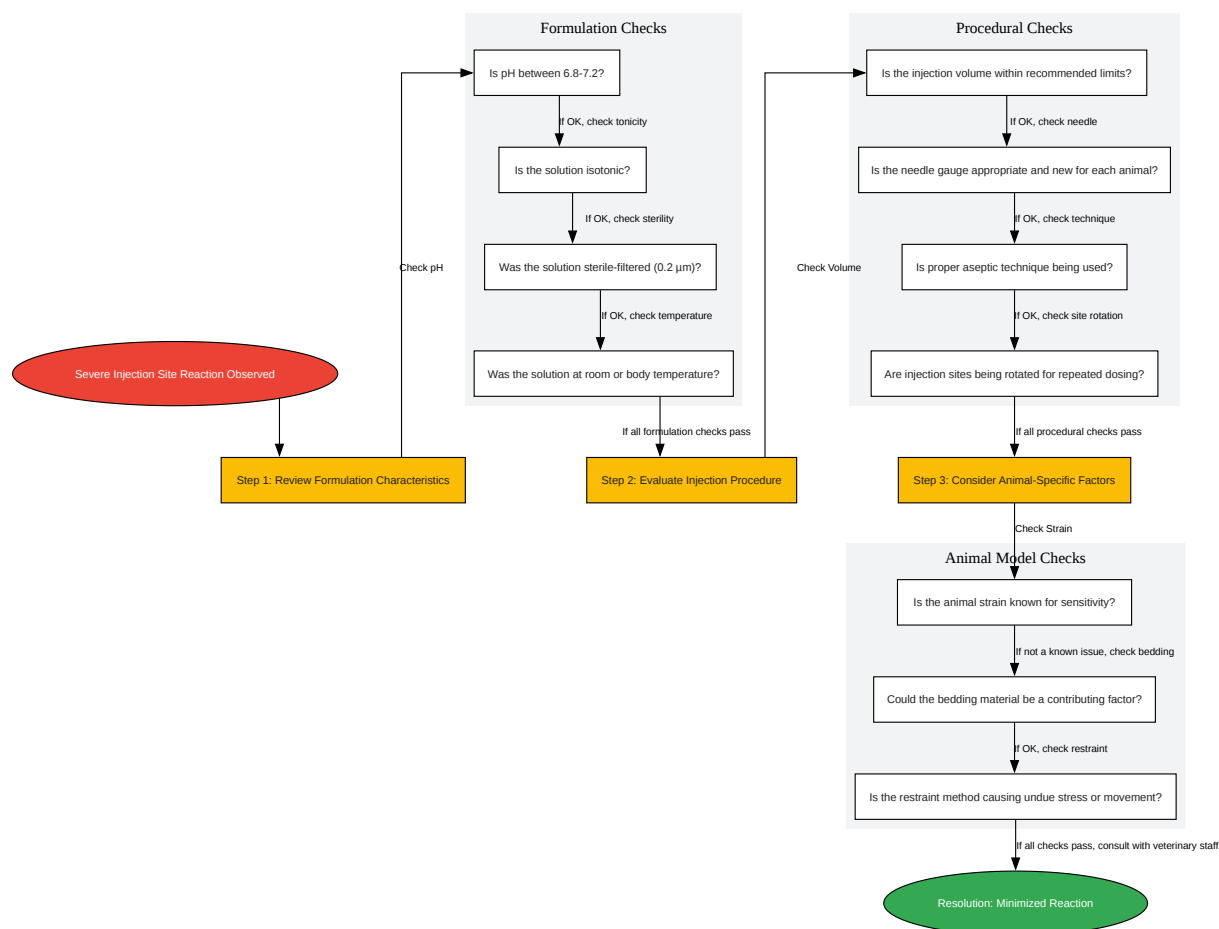 Severe Injection Site Reaction Observed
Step 1: Review Formulation Characteristics
Check pH
Formulation Checks
Is pH between 6.8-7.2?
If OK, check tonicity
Is the solution isotonic?
If OK, check sterility
Was the solution sterile-filtered (0.2 µm)?
If OK, check temperature
Was the solution at room or body temperature?
If all formulation checks pass
Step 2: Evaluate Injection Procedure
Check Volume
Procedural Checks
Is the injection volume within recommended limits?
If OK, check needle
Is the needle gauge appropriate and new for each animal?
If OK, check technique
Is proper aseptic technique being used?
If OK, check site rotation
Are injection sites being rotated for repeated dosing?
If all procedural checks pass
Step 3: Consider Animal-Specific Factors
Check Strain
Animal Model Checks
Is the animal strain known for sensitivity?
If not a known issue, check bedding
Could the bedding material be a contributing factor?
If OK, check restraint
Is the restraint method causing undue stress or movement?
If all checks pass, consult with veterinary staff
Resolution: Minimized Reaction